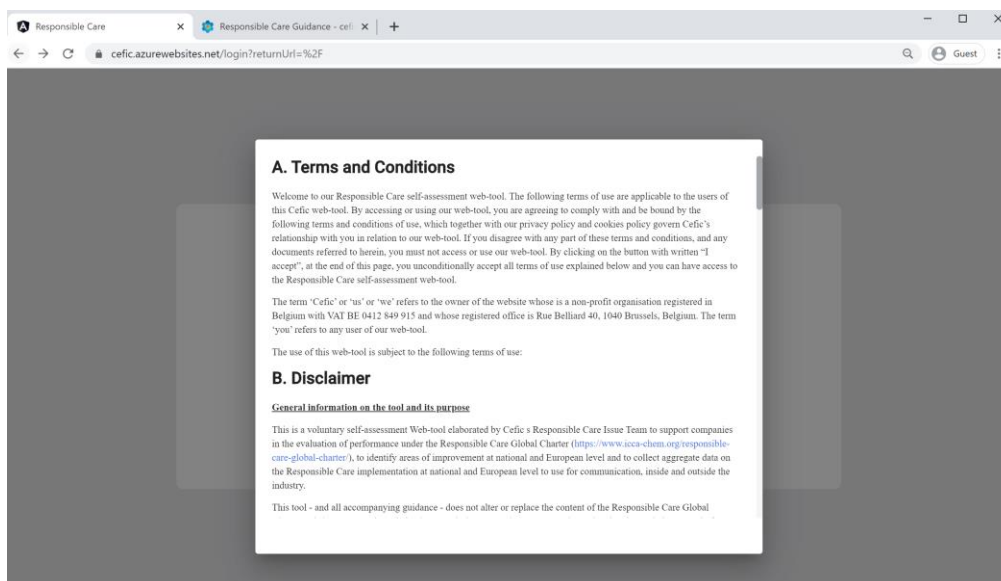 Responsible Care
Responsible Care Guidance - cefi
cefic.azurewebsites.net/login?returnUrl=%2F
Guest
A. Terms and Conditions
Welcome to our Responsible Care self-assessment web-tool. The following terms of use are applicable to the users of
this Cefic web-tool. By accessing or using our web-tool, you are agreeing to comply with and be bound by the
following terms and conditions of use, which together with our privacy policy and cookies policy govern Cefic's
relationship with you in relation to our web-tool. If you disagree with any part of these terms and conditions, and any
documents referred to herein, you must not access or use our web-tool. By clicking on the button with written “I
accept”, at the end of this page, you unconditionally accept all terms of use explained below and you can have access to
the Responsible Care self-assessment web-tool.
The term ‘Cefic’ or ‘us’ or ‘we’ refers to the owner of the website whose is a non-profit organisation registered in
Belgium with VAT BE 0412 849 915 and whose registered office is Rue Belliard 40, 1040 Brussels, Belgium. The term
‘you’ refers to any user of our web-tool.
The use of this web-tool is subject to the following terms of use:
B. Disclaimer
General information on the tool and its purpose
This is a voluntary self-assessment Web-tool elaborated by Cefic s Responsible Care Issue Team to support companies
in the evaluation of performance under the Responsible Care Global Charter (https://www.icca-chem.org/responsible-
care-global-charter/), to identify areas of improvement at national and European level and to collect aggregate data on
the Responsible Care implementation at national and European level to use for communication, inside and outside the
industry.
This tool - and all accompanying guidance - does not alter or replace the content of the Responsible Care Global